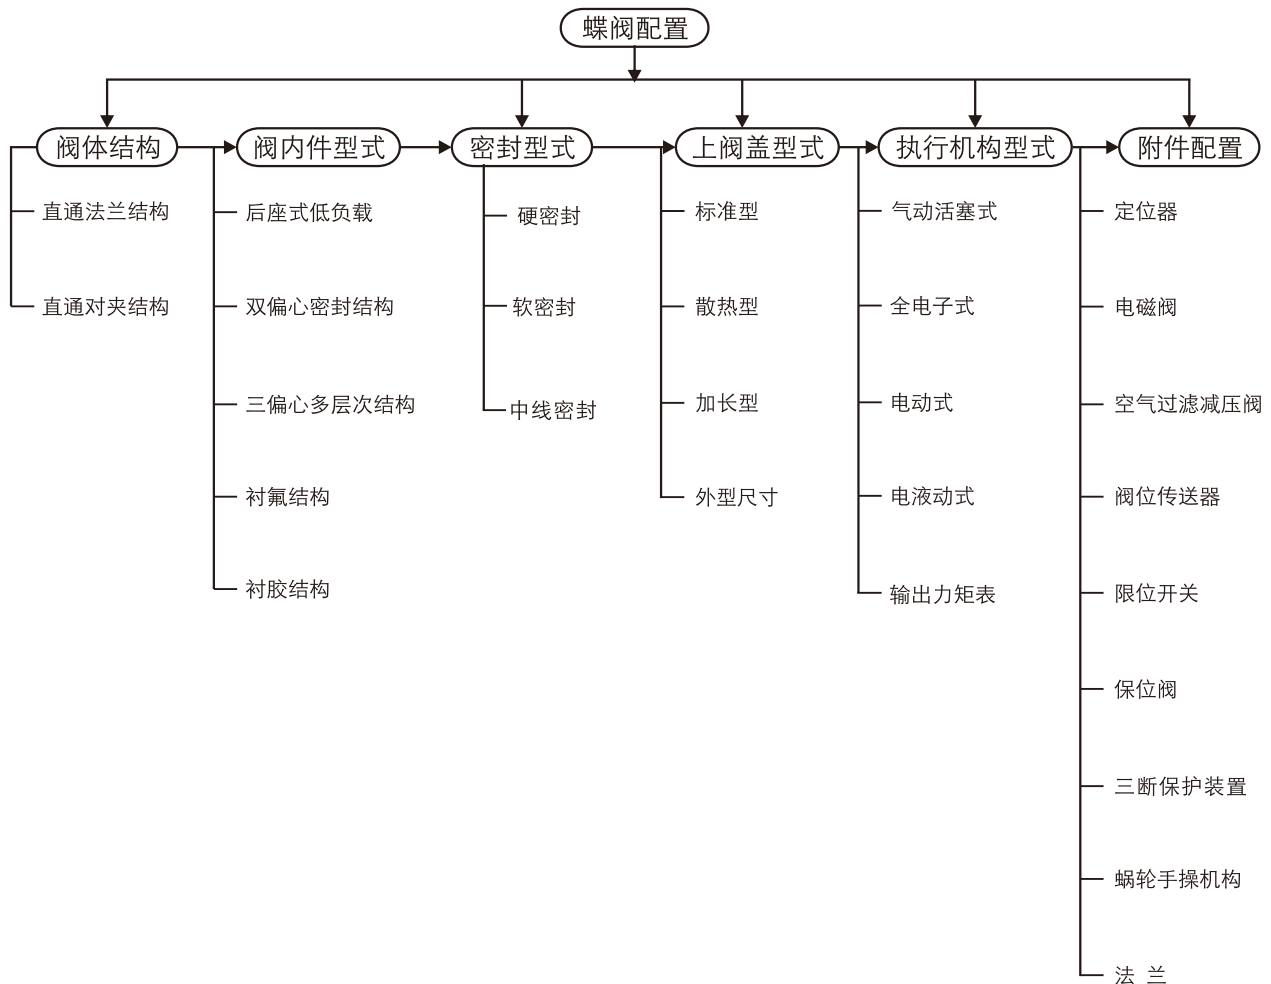 蝶阀配置
阀体结构
直通法兰结构
直通对夹结构
阀内件型式
后座式低负载
双偏心密封结构
三偏心多层次结构
衬氟结构
衬胶结构
密封型式
硬密封
软密封
中线密封
上阀盖型式
标准型
散热型
加长型
外型尺寸
执行机构型式
气动活塞式
全电子式
电动式
电液动式
输出力矩表
附件配置
定位器
电磁阀
空气过滤减压阀
阀位传送器
限位开关
保位阀
三断保护装置
蜗轮手操机构
法 兰